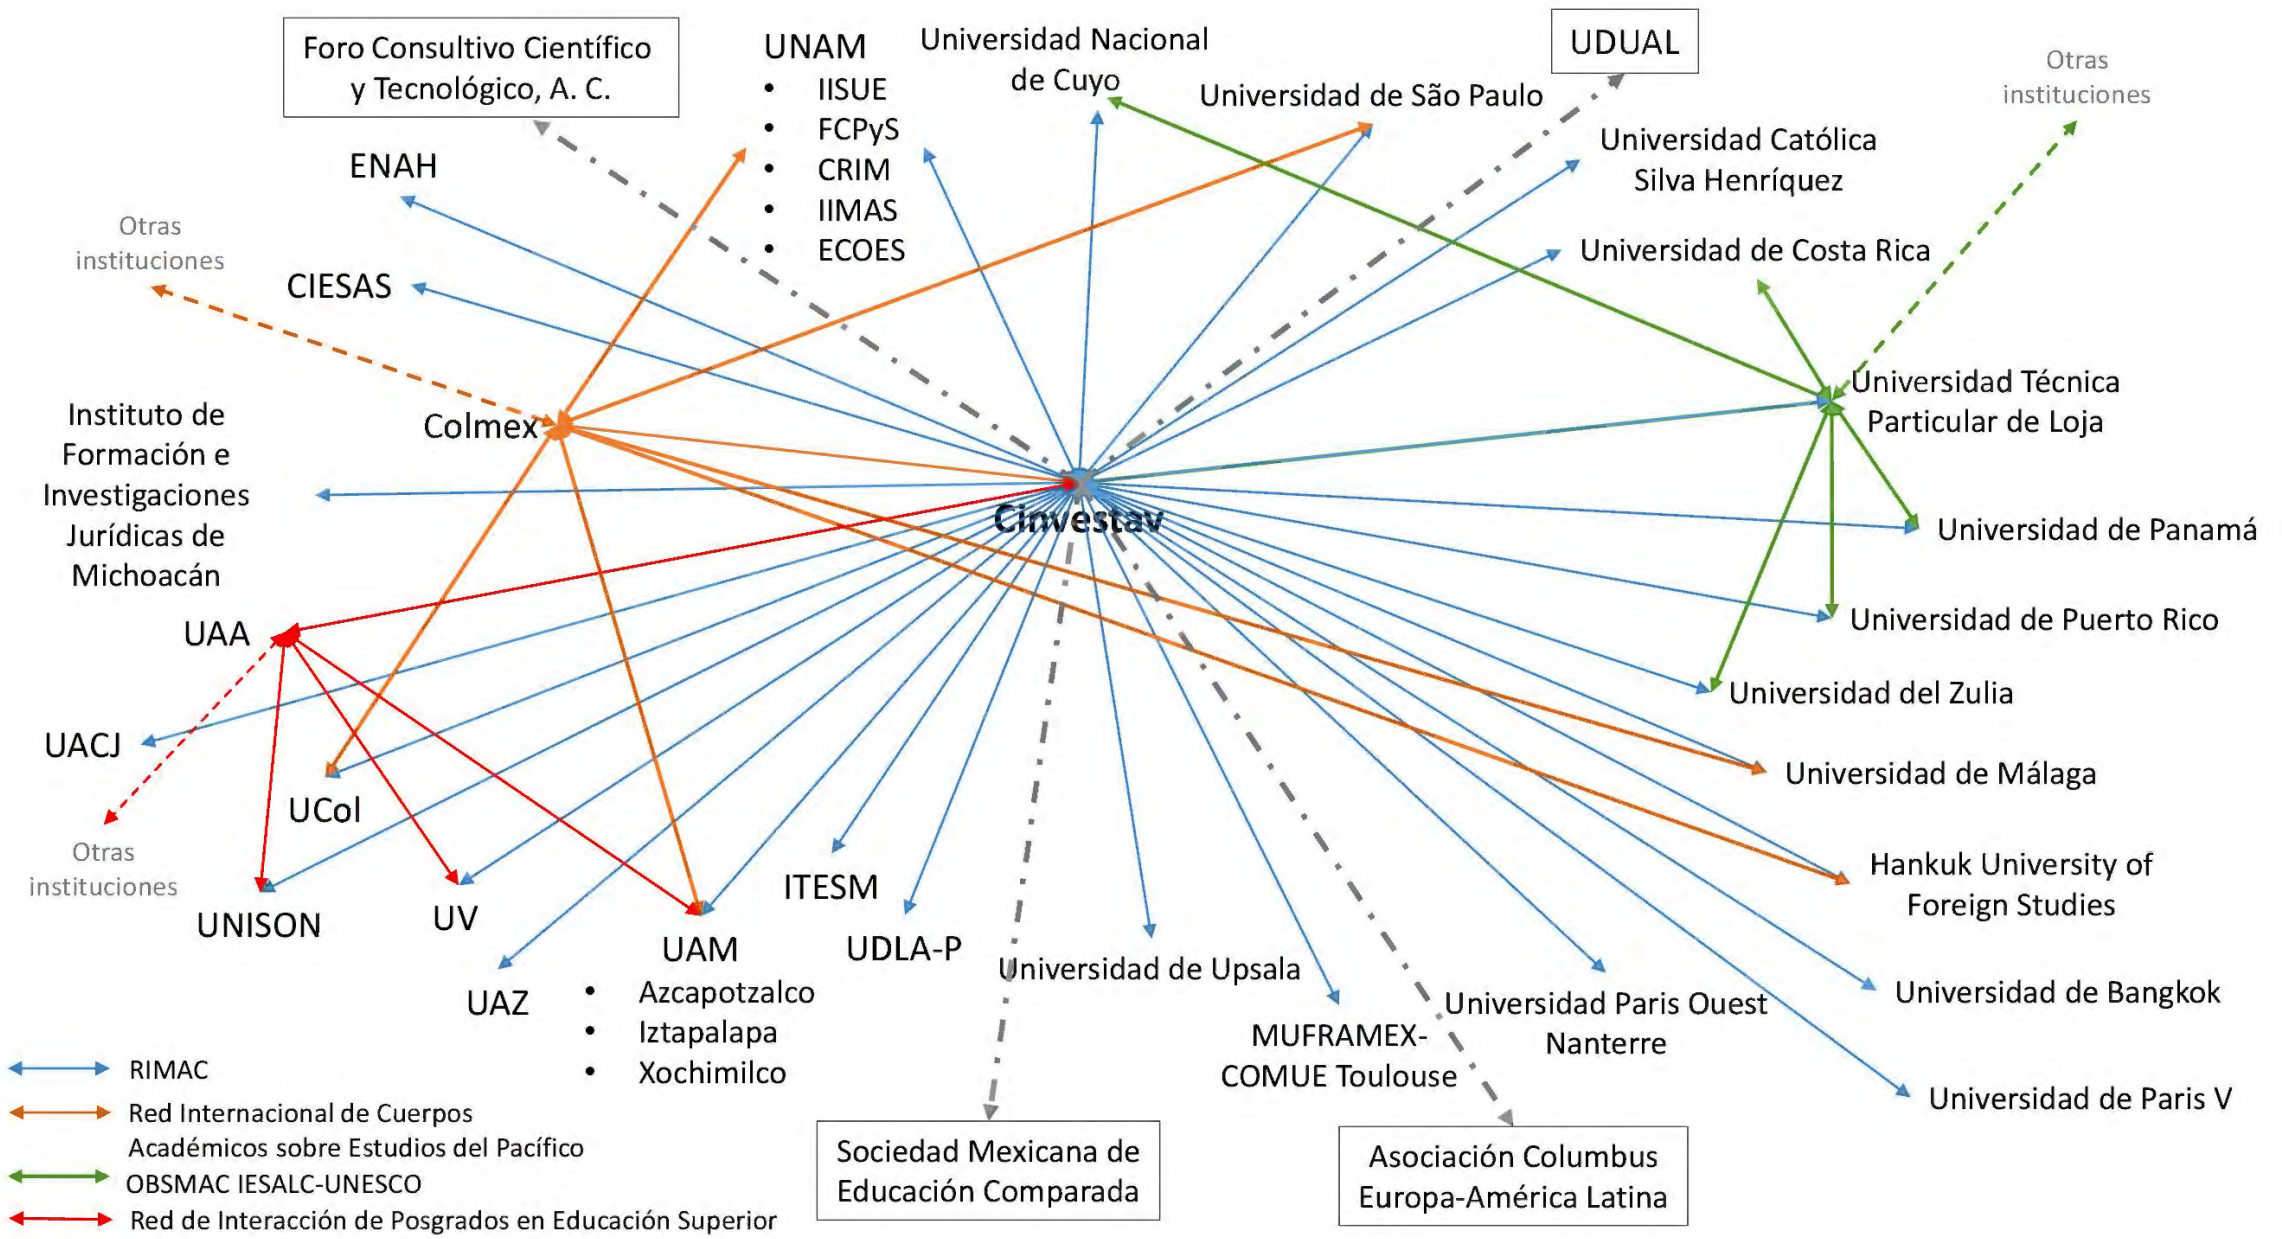 Foro Consultivo Científico
y Tecnológico, A. C.
UNAM
• IISUE
• FCPyS
• CRIM
• IIMAS
• ECOES
Universidad Nacional
de Cuyo
Universidad de São Paulo
UDUAL
Otras
instituciones
Universidad Católica
Silva Henríquez
ENAH
Otras
instituciones
CIESAS
Universidad de Costa Rica
Universidad Técnica
Particular de Loja
Colmex
Instituto de
Formación e
Investigaciones
Jurídicas de
Michoacán
Cinvestav
Universidad de Panamá
Universidad de Puerto Rico
UAA
Universidad del Zulia
UACJ
Universidad de Málaga
UCol
Otras
instituciones
Hankuk University of
Foreign Studies
UNISON
UV
ITESM
UAM
• Azcapotzalco
• Iztapalapa
• Xochimilco
UDLA-P
Universidad de Upsala
UAZ
Universidad Paris Ouest
Nanterre
Universidad de Bangkok
MUFRAMEX-
COMUE Toulouse
Universidad de Paris V
RIMAC
Red Internacional de Cuerpos
Académicos sobre Estudios del Pacífico
OBSMAC IESALC-UNESCO
Red de Interacción de Posgrados en Educación Superior
Sociedad Mexicana de
Educación Comparada
Asociación Columbus
Europa-América Latina